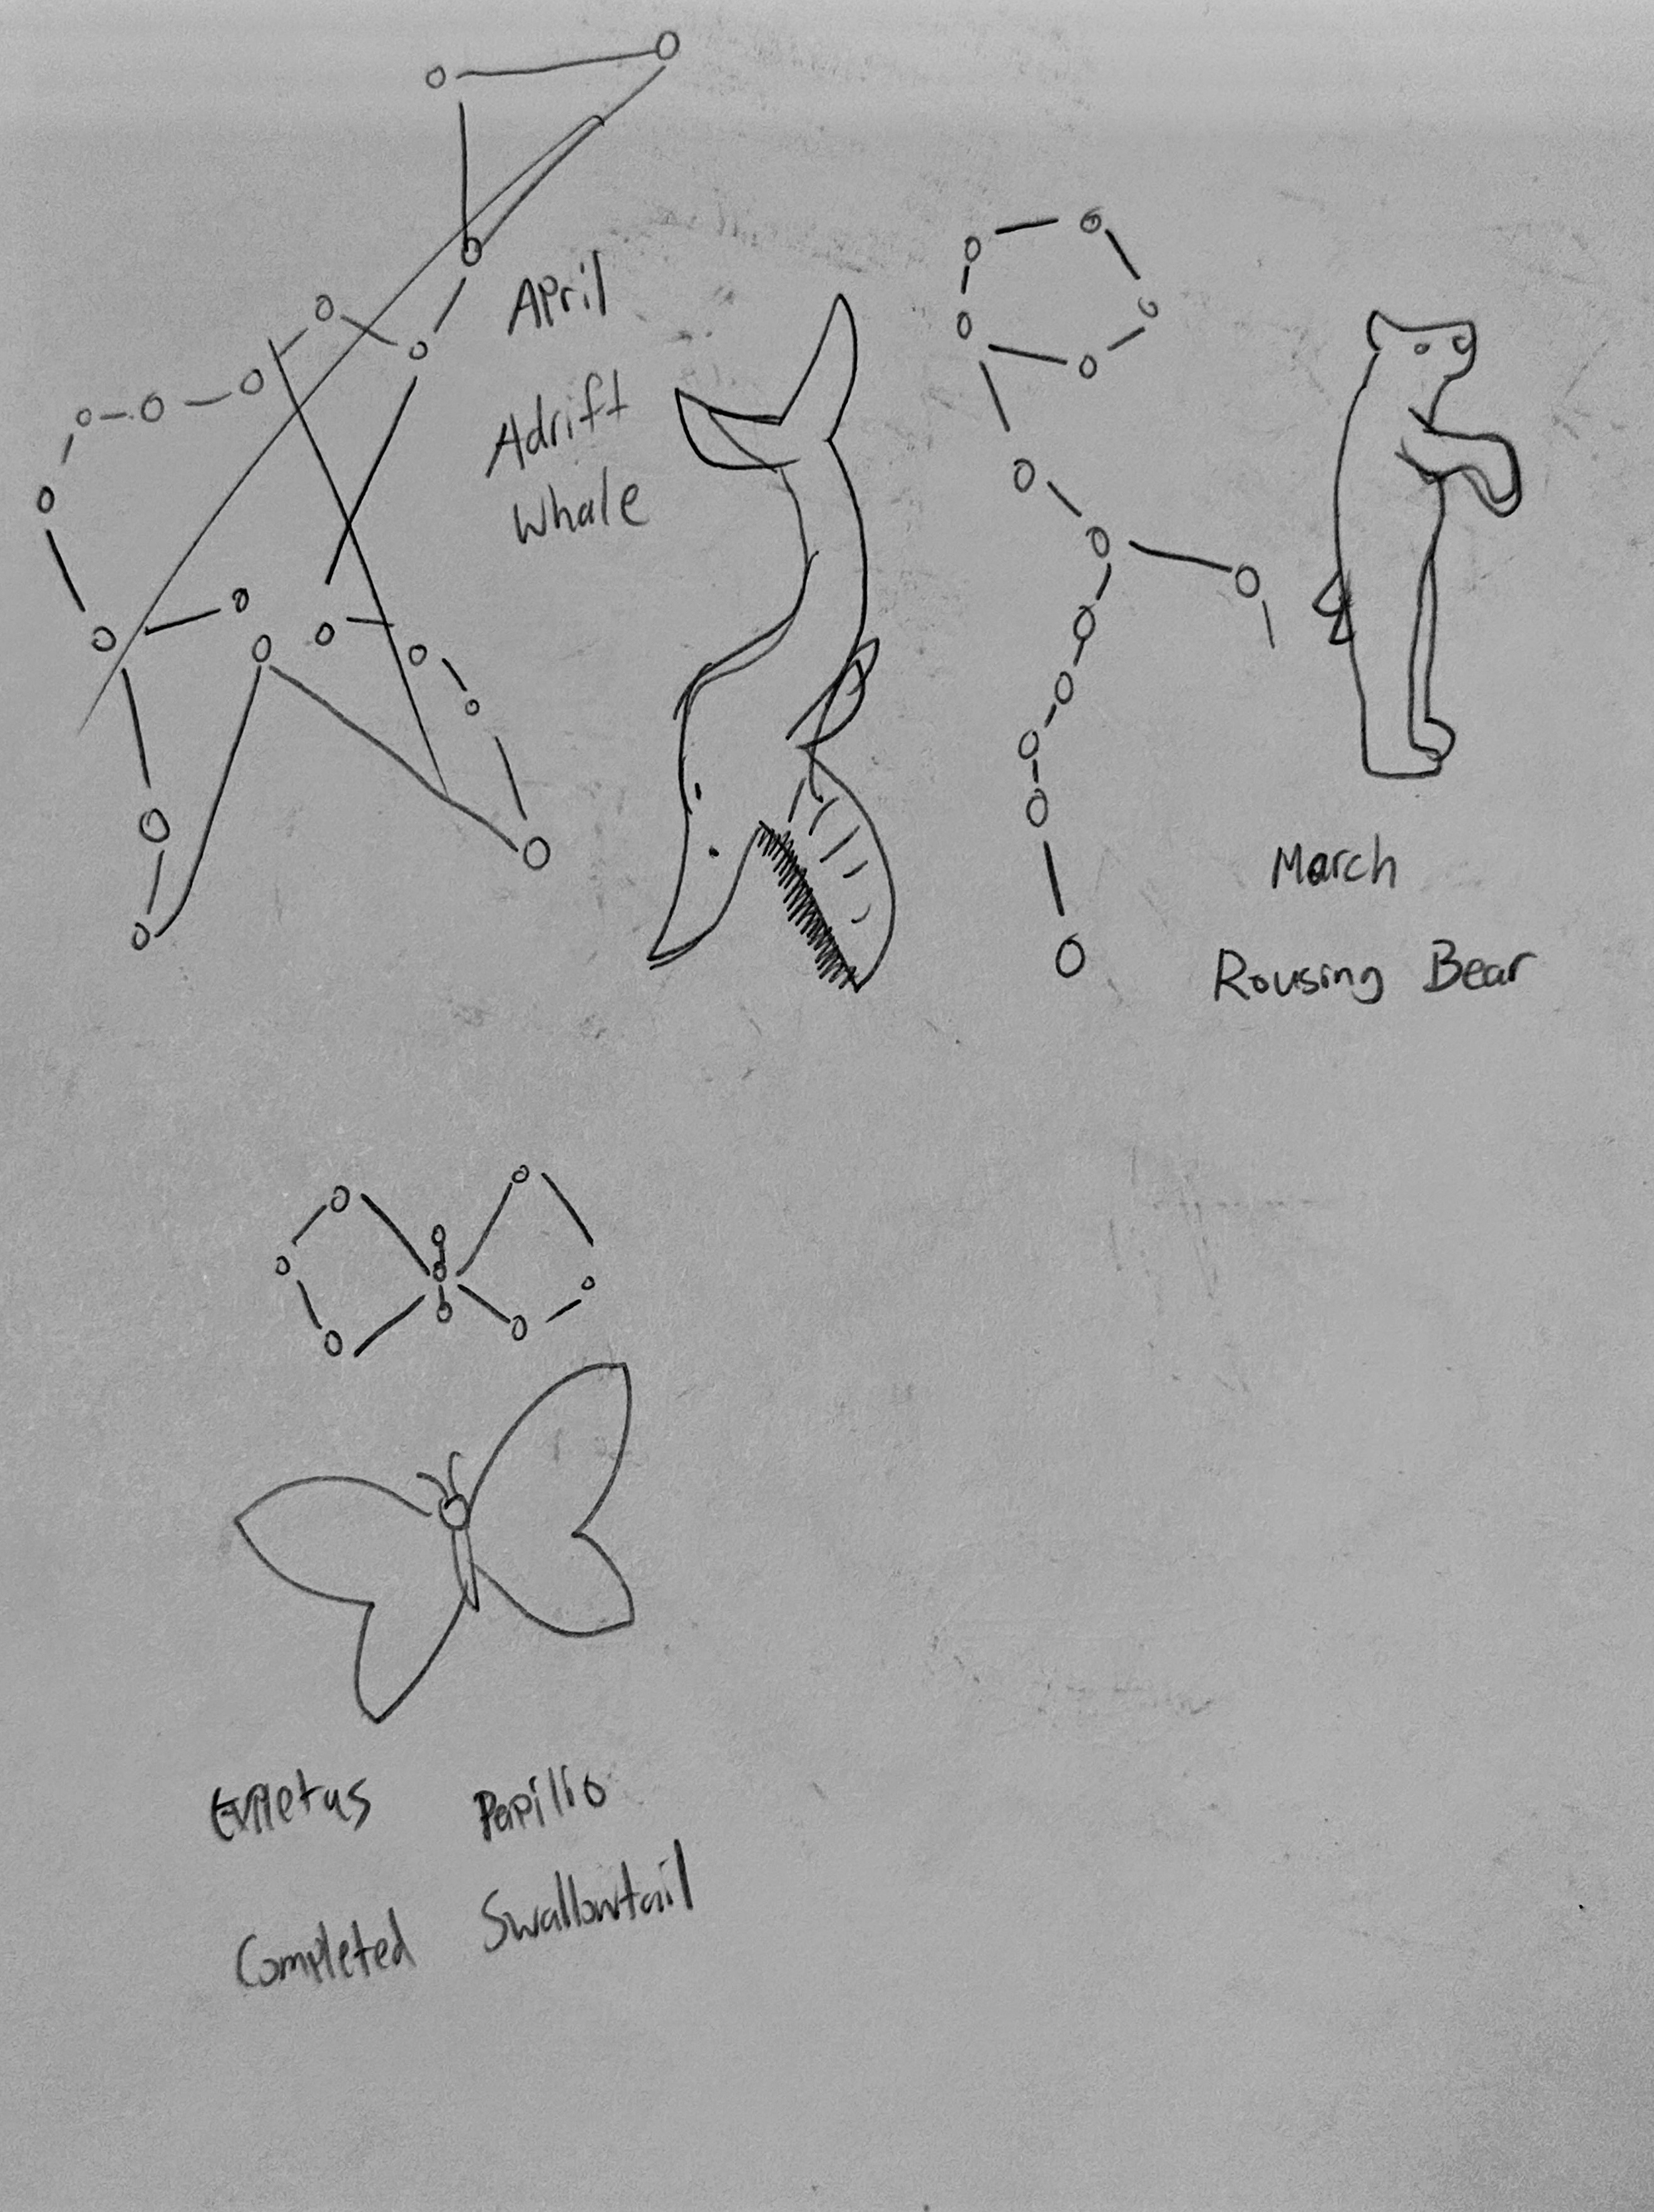 April
Adrift
Whale
March
Rousing Bear
Papilio
Completed Swallowtail